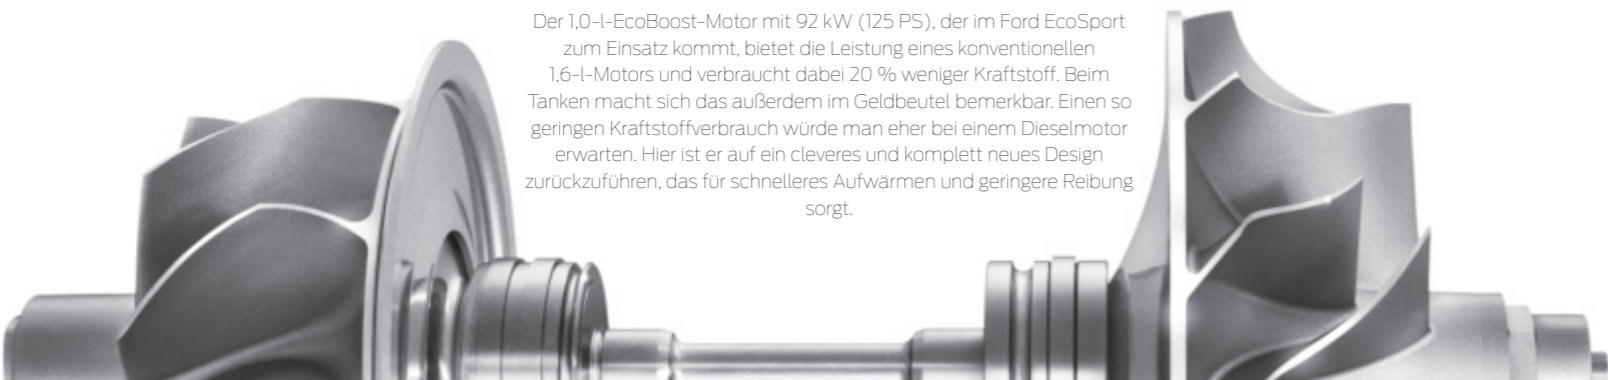 Der 1,0-l-EcoBoost-Motor mit 92 kW (125 PS), der im Ford EcoSport
zum Einsatz kommt, bietet die Leistung eines konventionellen
1,6-l-Motors und verbraucht dabei 20 % weniger Kraftstoff. Beim
Tanken macht sich das außerdem im Geldbeutel bemerkbar. Einen so
geringen Kraftstoffverbrauch würde man eher bei einem Dieselmotor
erwarten. Hier ist er auf ein cleveres und komplett neues Design
zurückzuführen, das für schnelleres Aufwärmen und geringere Reibung
sorgt.